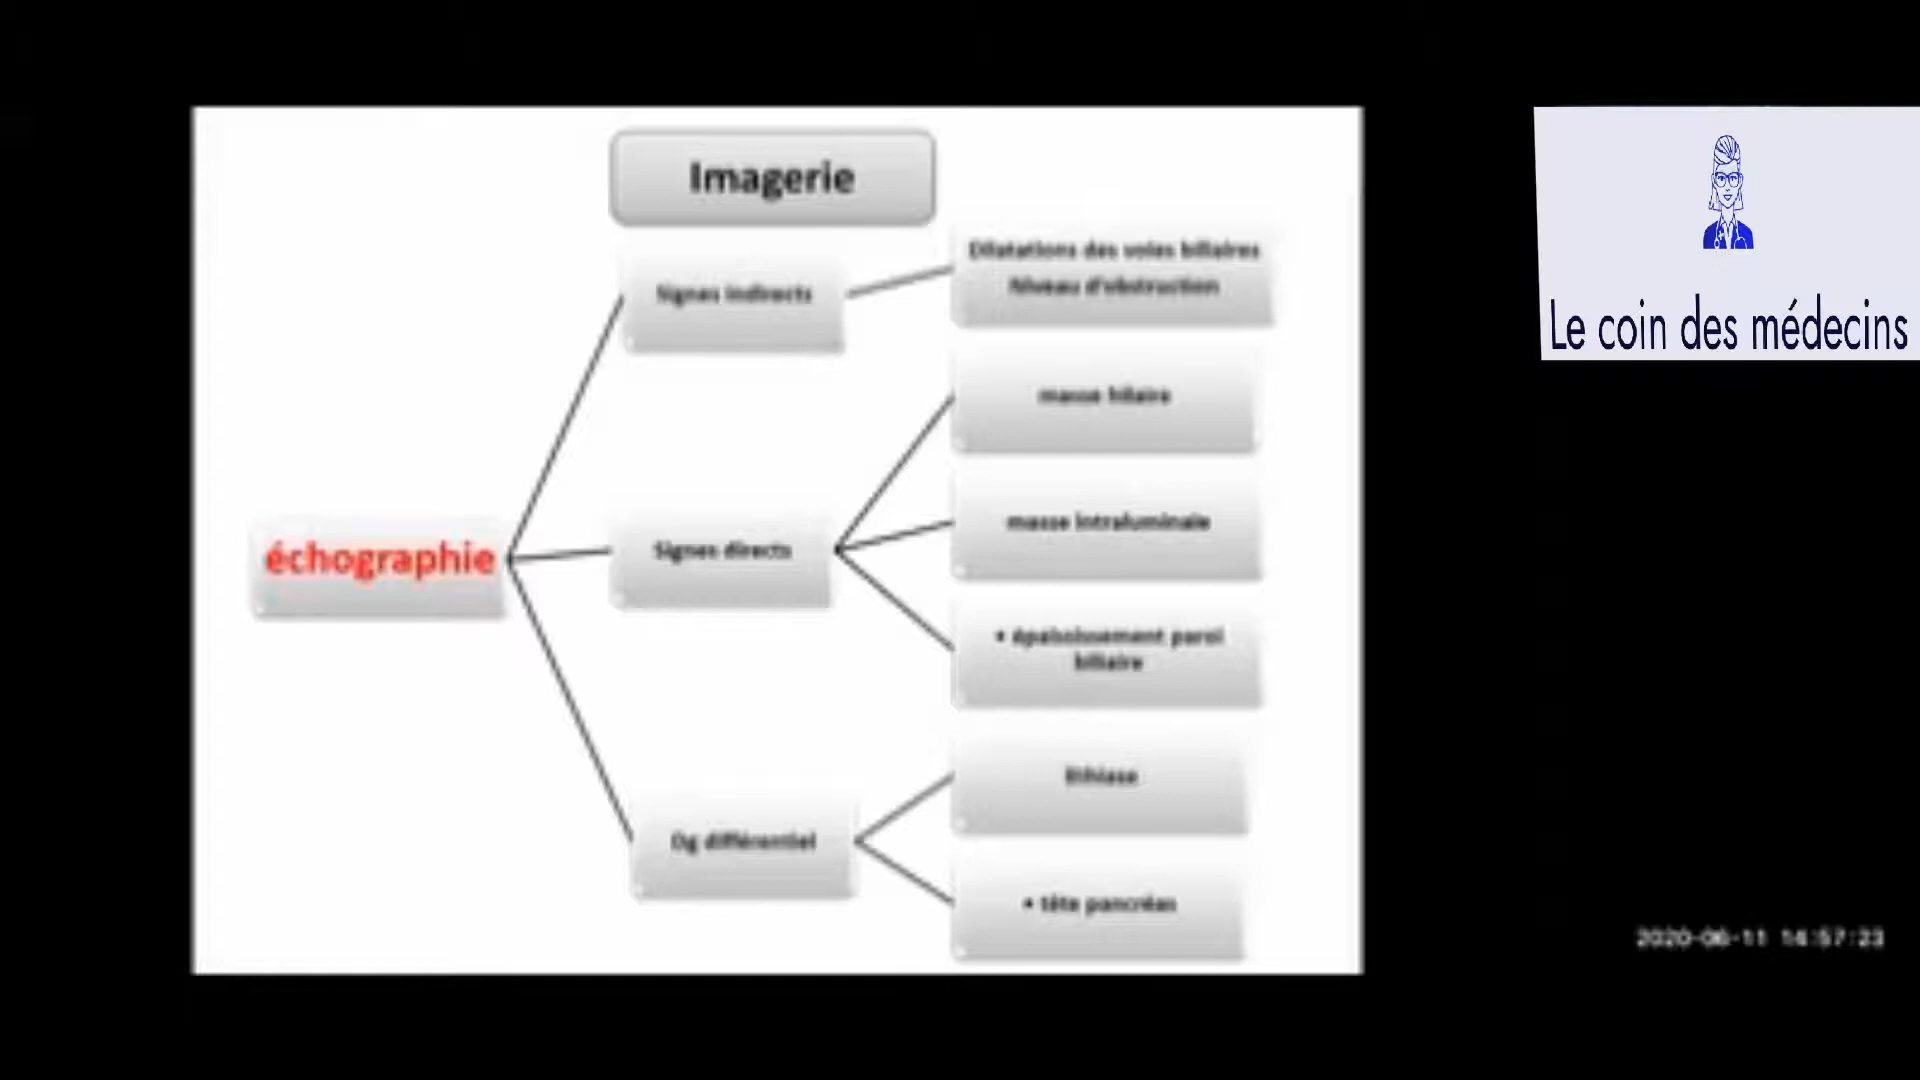 Imagerie
Dilatations des voies biliaires
Niveau d'obstruction
Signes indirects
masse hilaire
masse intraluminale
Signes directs
échographie
• épaississement paroi
biliaire
lithiase
Dg différentiel
• tête pancréas
Le coin des médecins
2020-06-11 14:57:23